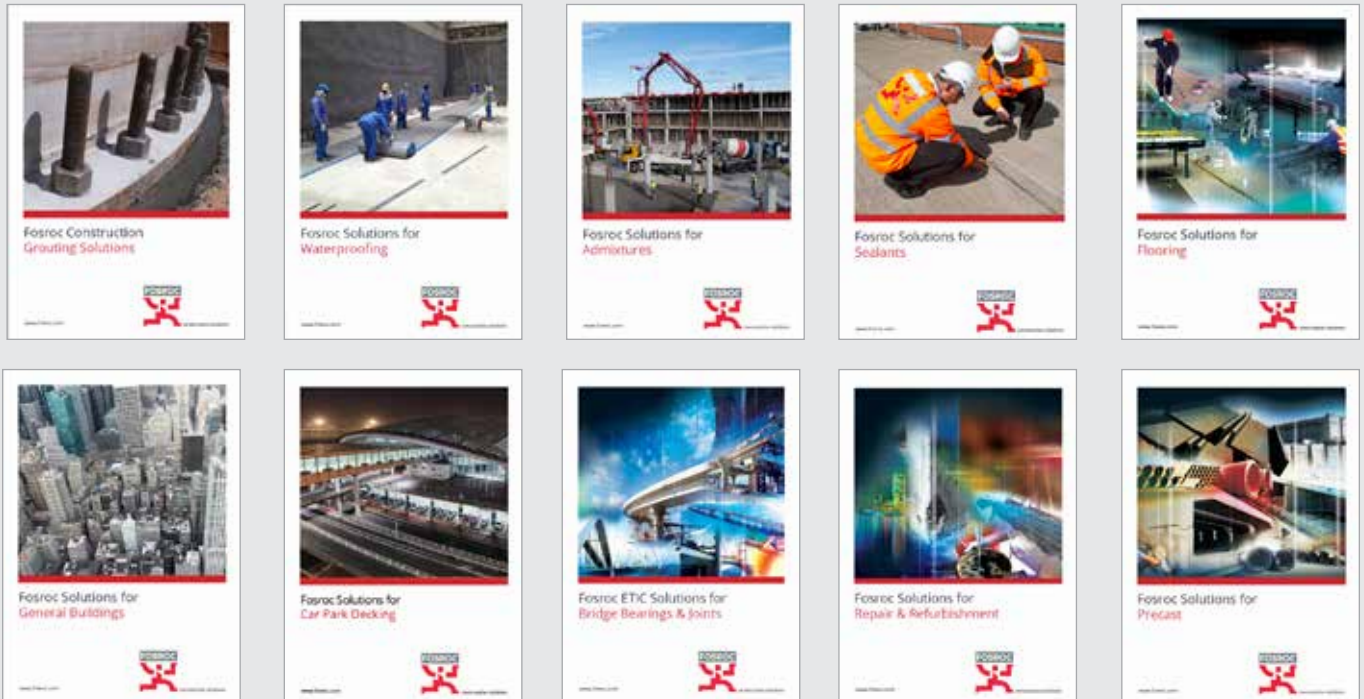 Fosroc Construction
Grouting Solutions
FOSROC
Fosroc Solutions for
Waterproofing
FOSROC
Fosroc Solutions for
Admixtures
FOSROC
Fosroc Solutions for
Sealants
FOSROC
Fosroc Solutions for
Flooring
FOSROC
Fosroc Solutions for
General Buildings
FOSROC
Fosroc Solutions for
Car Park Decking
FOSROC
Fosroc ETIC Solutions for
Bridge Bearings & Joints
FOSROC
Fosroc Solutions for
Repair & Refurbishment
FOSROC
Fosroc Solutions for
Precast
FOSROC